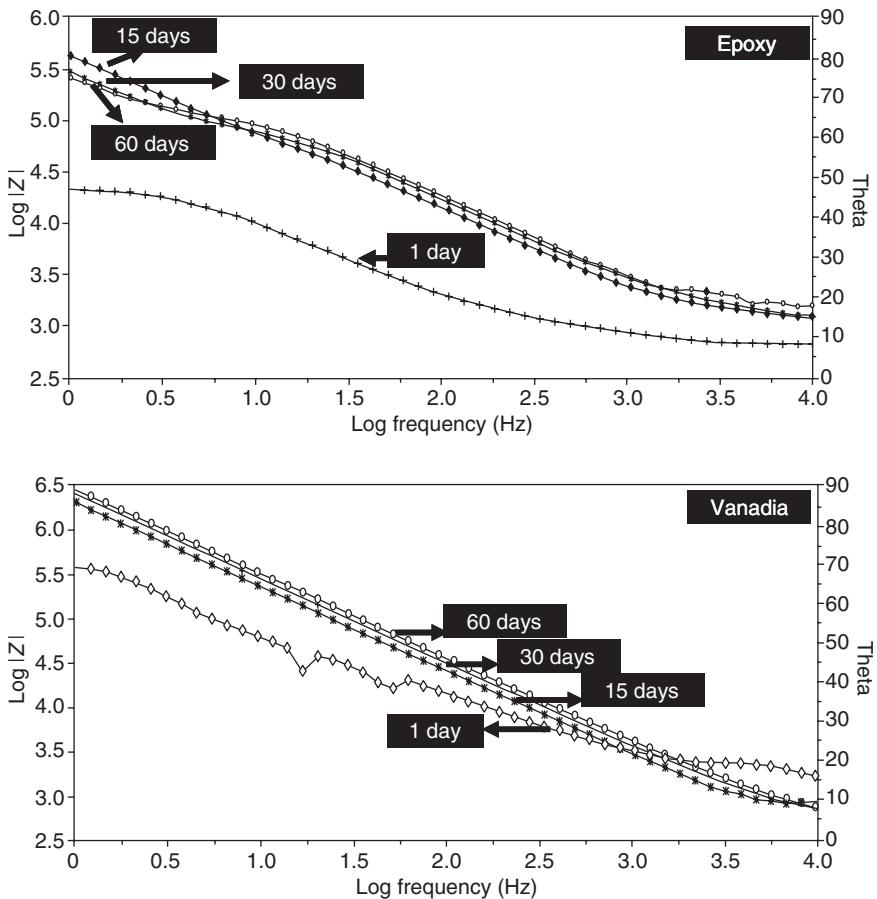 6.0
5.5
5.0
4.5
4.0
3.5
3.0
2.5
Log |Z|
15 days
30 days
60 days
1 day
Epoxy
90
80
70
60
50
40
30
20
10
0
Theta
0 0.5 1.0 1.5 2.0 2.5 3.0 3.5 4.0
Log frequency (Hz)
6.5
6.0
5.5
5.0
4.5
4.0
3.5
3.0
2.5
Log |Z|
Vanadia
60 days
30 days
15 days
1 day
90
80
70
60
50
40
30
20
10
0
Theta
0 0.5 1.0 1.5 2.0 2.5 3.0 3.5 4.0
Log frequency (Hz)